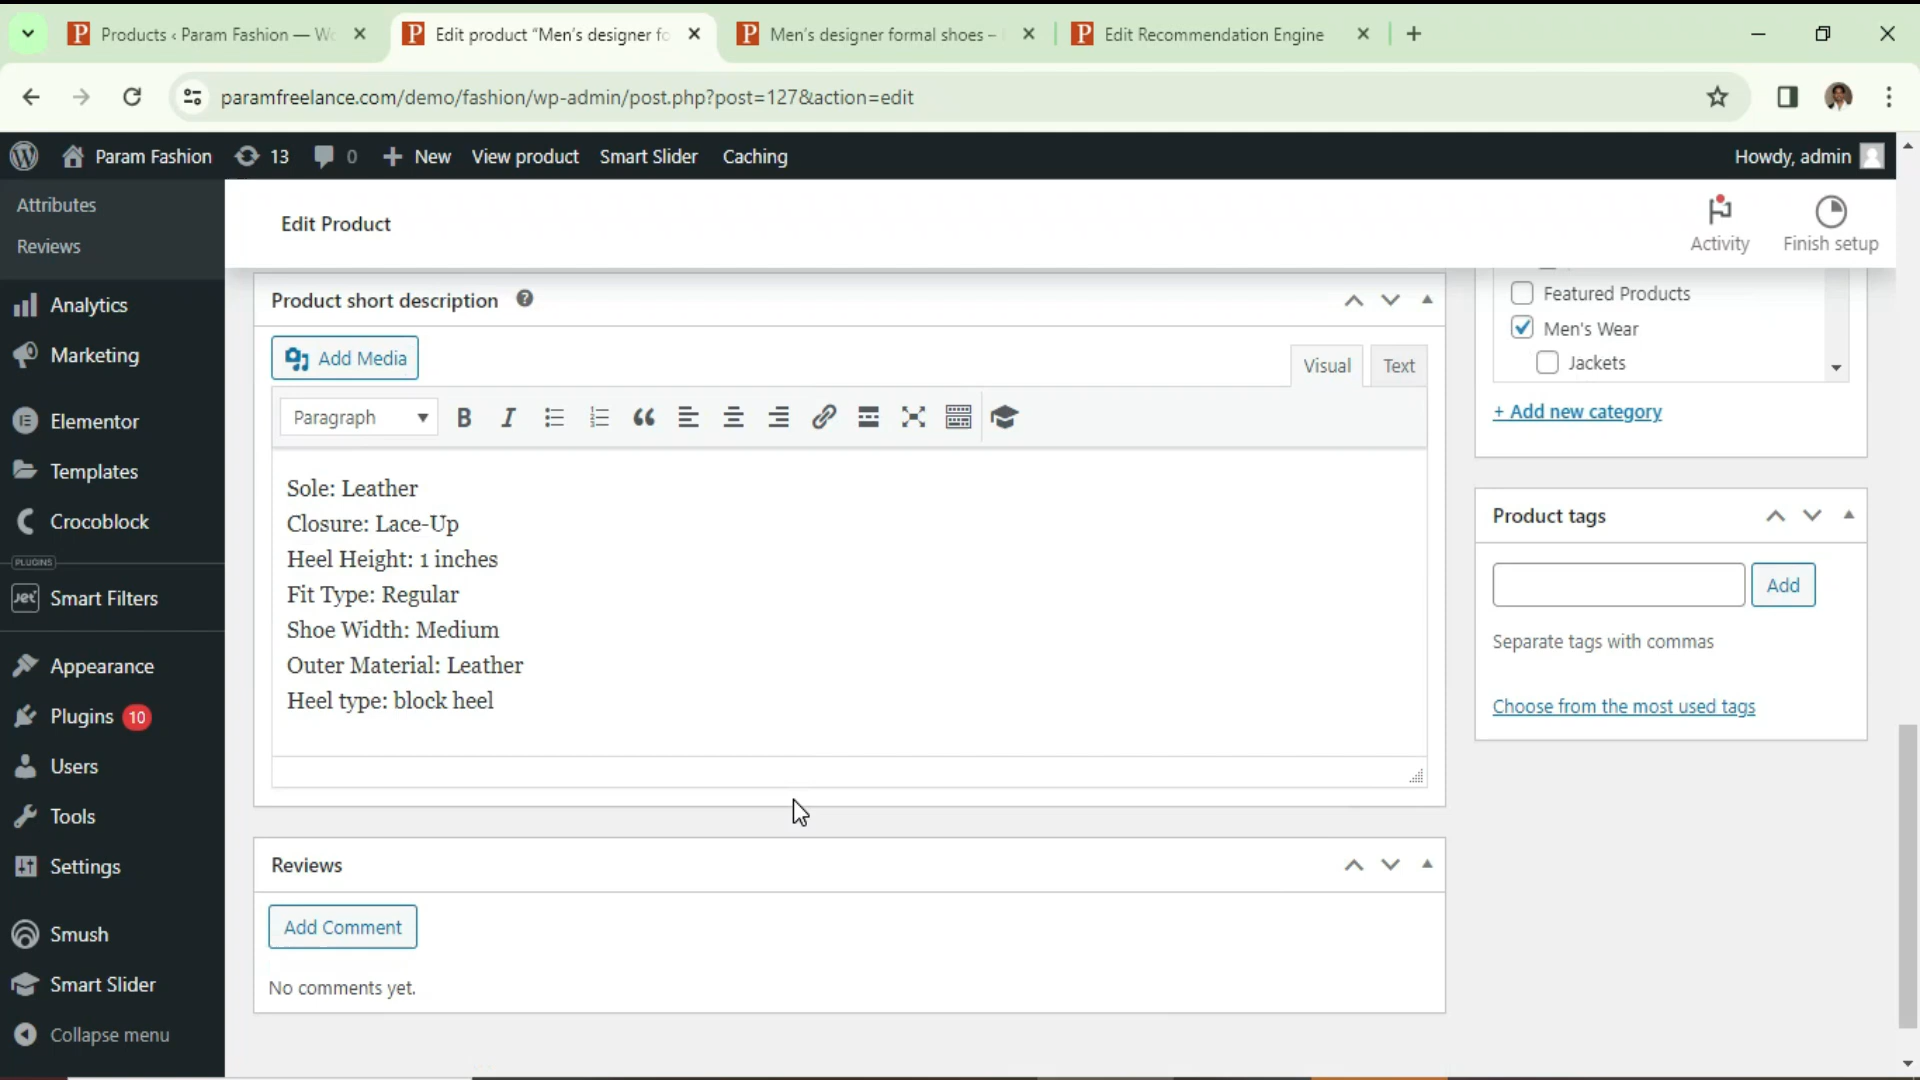 Products ‹ Param Fashion — Wo
Edit product “Men’s designer fo
Men’s designer formal shoes –
Edit Recommendation Engine
paramfreelance.com/demo/fashion/wp-admin/post.php?post=127&action=edit
Param Fashion
13
0
New
View product
Smart Slider
Caching
Howdy, admin
Attributes
Reviews
Analytics
Marketing
Elementor
Templates
Crocoblock
PLUGINS
Jet
Smart Filters
Appearance
Plugins 10
Users
Tools
Settings
Smush
Smart Slider
Collapse menu
Edit Product
Activity
Finish setup
Product short description
Add Media
Visual
Text
Paragraph
Sole: Leather
Closure: Lace-Up
Heel Height: 1 inches
Fit Type: Regular
Shoe Width: Medium
Outer Material: Leather
Heel type: block heel
Reviews
Add Comment
No comments yet.
Featured Products
Men's Wear
Jackets
+ Add new category
Product tags
Add
Separate tags with commas
Choose from the most used tags